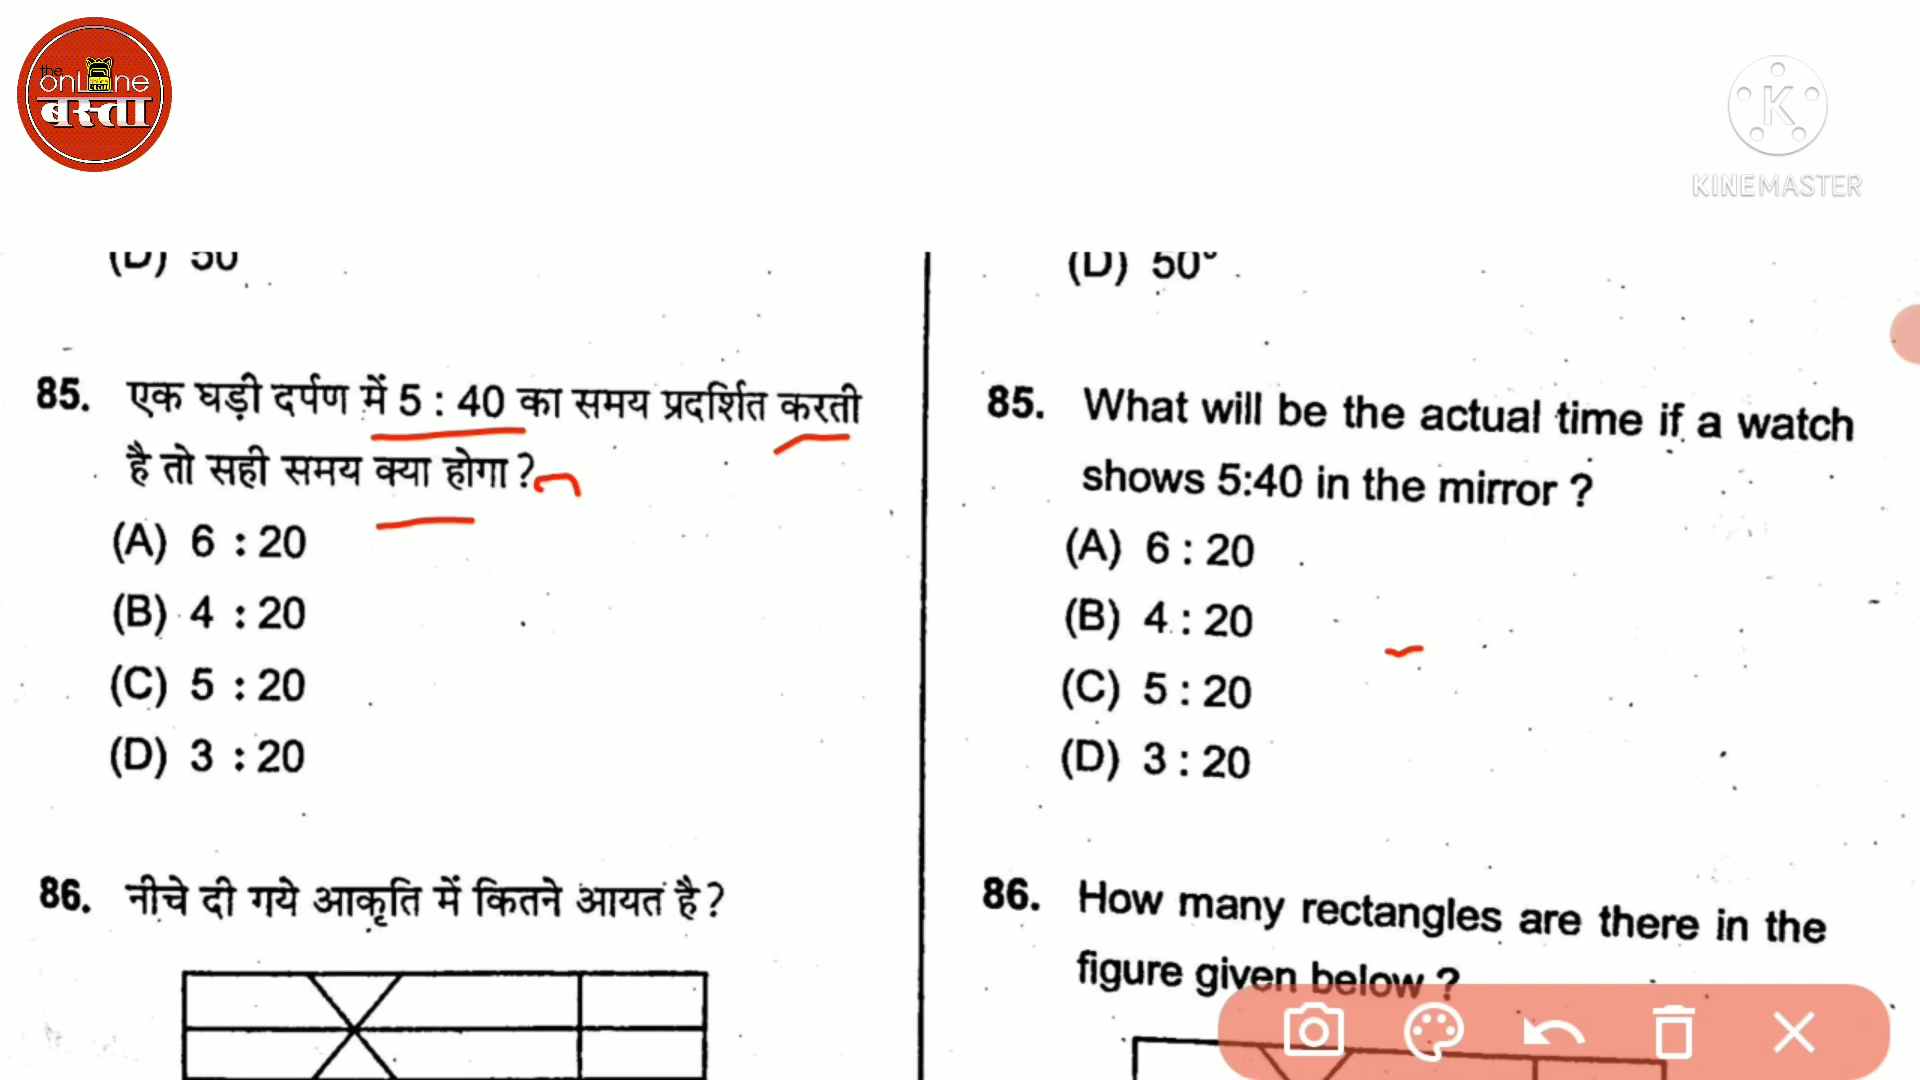 the
onLine
बस्ता
K
KINEMASTER
(D) 50
85. एक घड़ी दर्पण में 5 : 40 का समय प्रदर्शित करती
है तो सही समय क्या होगा ?
(A) 6 : 20
(B) 4 : 20
(C) 5 : 20
(D) 3 : 20
86. नीचे दी गये आकृति में कितने आयत है ?
(D) 50°
85. What will be the actual time if a watch
shows 5:40 in the mirror ?
(A) 6 : 20
(B) 4 : 20
(C) 5 : 20
(D) 3 : 20
86. How many rectangles are there in the
figure given below ?